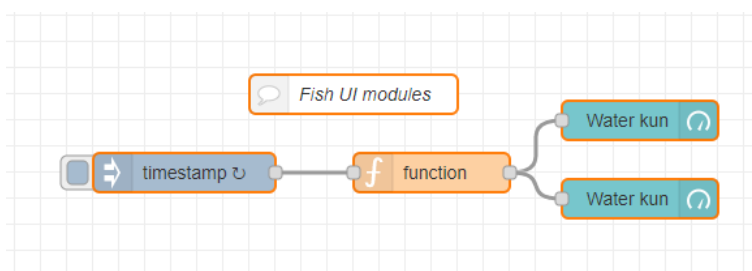 Fish UI modules
Water kun
timestamp ↻
function
Water kun